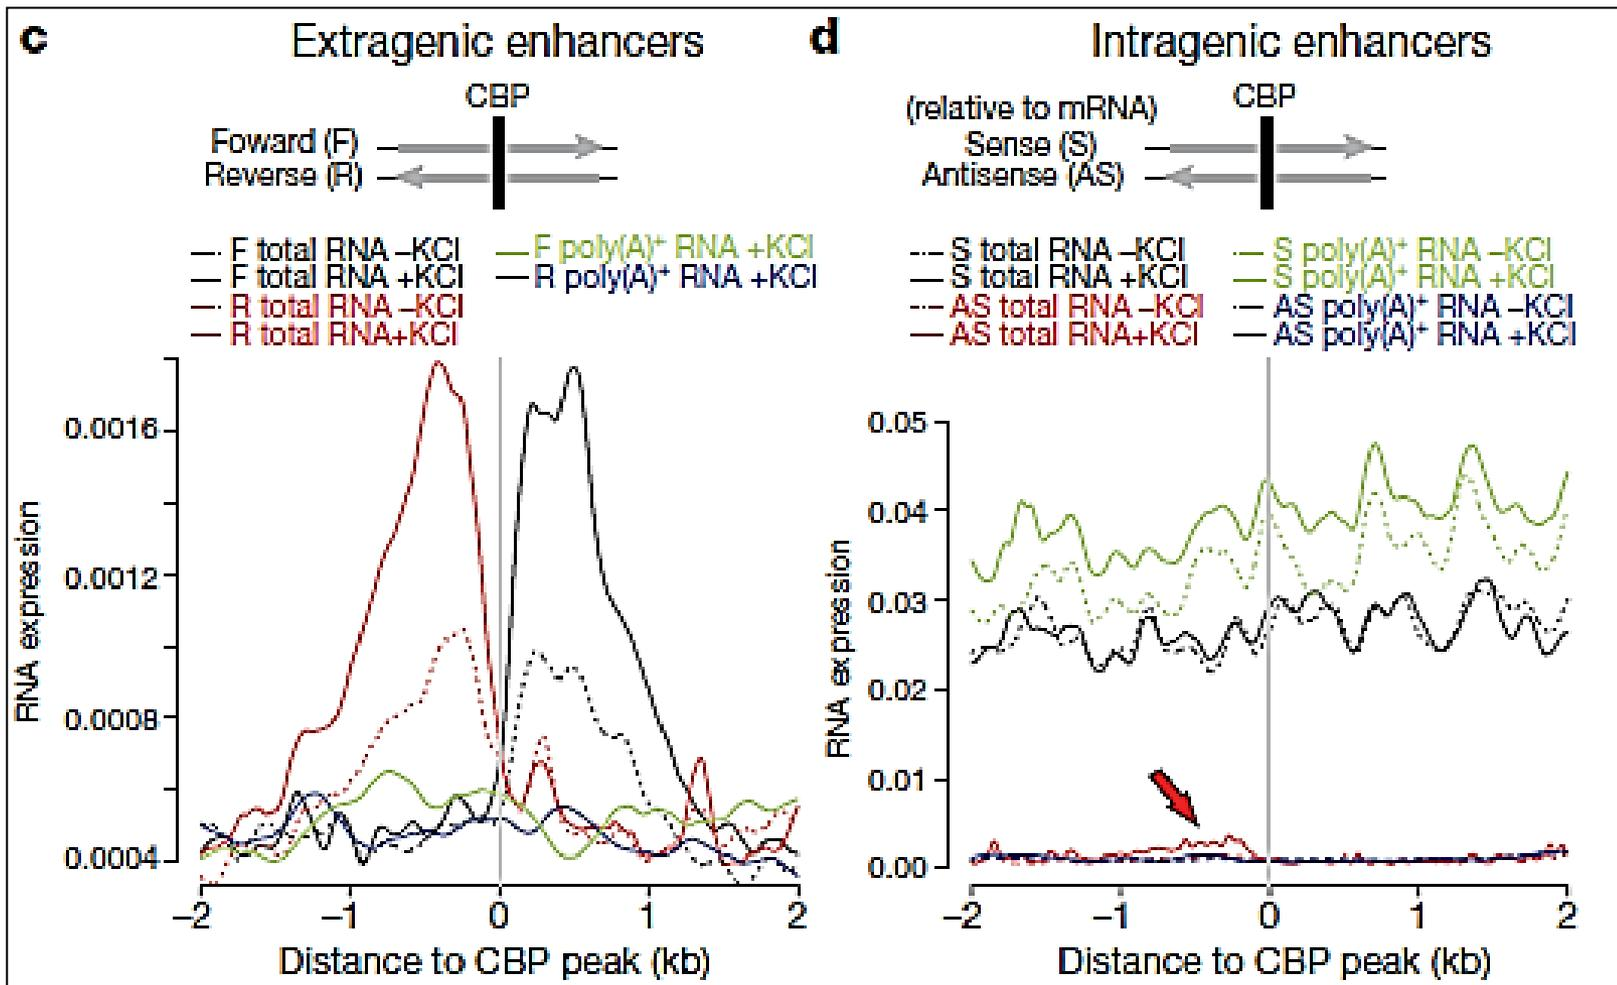 c Extragenic enhancers
CBP
Foward (F)
Reverse (R)
F total RNA –KCl
F total RNA +KCl
R total RNA –KCl
R total RNA+KCl
F poly(A)+ RNA +KCl
R poly(A)+ RNA +KCl
RNA expression
0.0016
0.0012
0.0008
0.0004
–2 –1 0 1 2
Distance to CBP peak (kb)
d Intragenic enhancers
(relative to mRNA) CBP
Sense (S)
Antisense (AS)
S total RNA –KCl
S total RNA +KCl
AS total RNA –KCl
AS total RNA+KCl
S poly(A)+ RNA –KCl
S poly(A)+ RNA +KCl
AS poly(A)+ RNA –KCl
AS poly(A)+ RNA +KCl
RNA expression
0.05
0.04
0.03
0.02
0.01
0.00
–2 –1 0 1 2
Distance to CBP peak (kb)